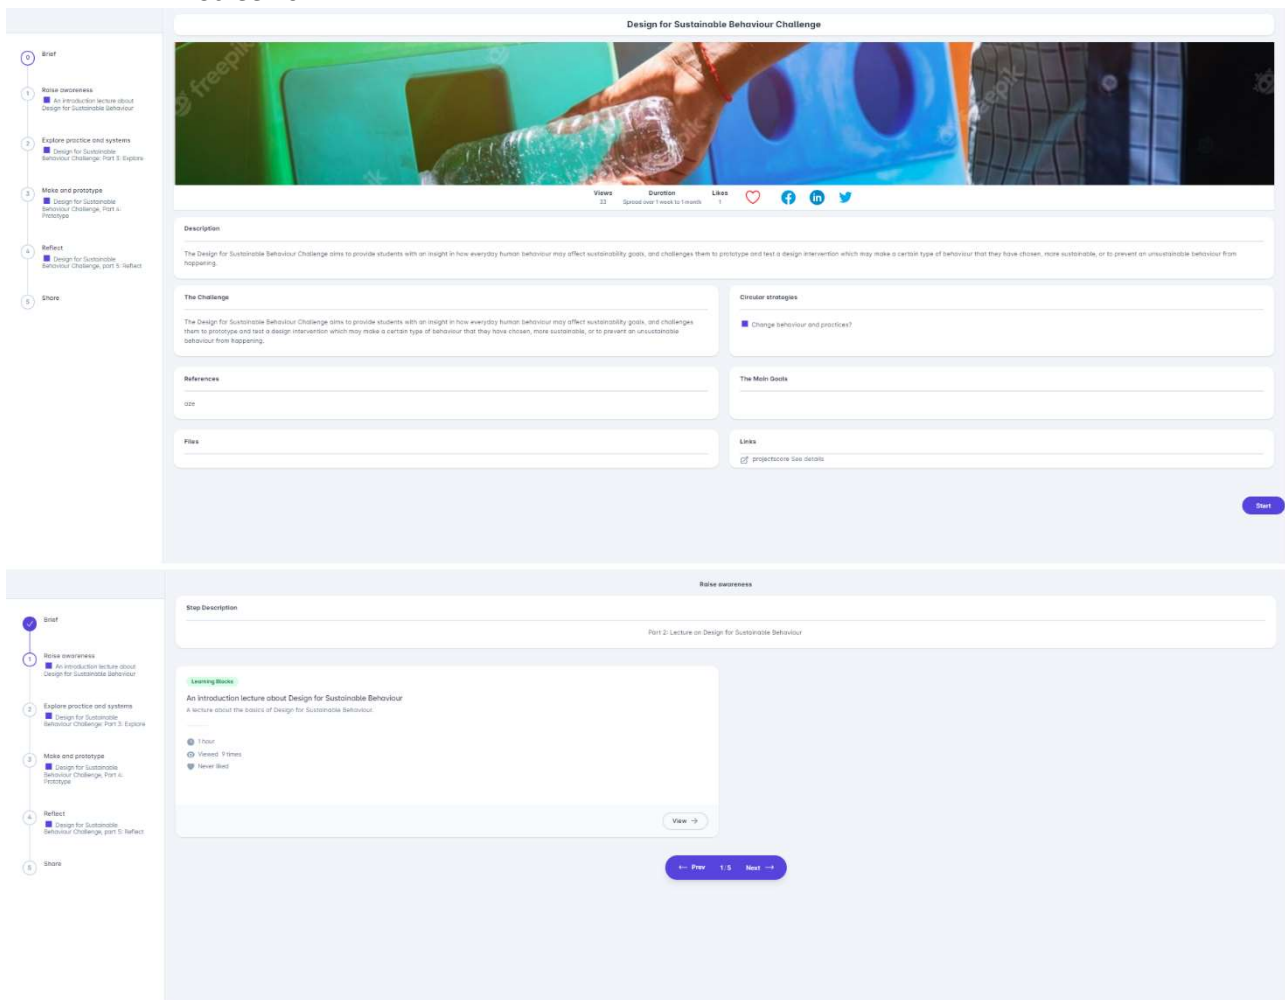 Design for Sustainable Behaviour Challenge
0
Brief
1
Raise awareness
An introduction lecture about
Design for Sustainable Behaviour
2
Explore practice and systems
Design for Sustainable
Behaviour Challenge: Part 3: Explore
3
Make and prototype
Design for Sustainable
Behaviour Challenge, Part 4:
Prototype
4
Reflect
Design for Sustainable
Behaviour Challenge, part 5: Reflect
5
Share
freepik
Views Duration Likes
33 Spread over 1 week to 1 month 1
Description
The Design for Sustainable Behaviour Challenge aims to provide students with an insight in how everyday human behaviour may affect sustainability goals, and challenges them to prototype and test a design intervention which may make a certain type of behaviour that they have chosen, more sustainable, or to prevent an unsustainable behaviour from
happening.
The Challenge
The Design for Sustainable Behaviour Challenge aims to provide students with an insight in how everyday human behaviour may affect sustainability goals, and challenges
them to prototype and test a design intervention which may make a certain type of behaviour that they have chosen, more sustainable, or to prevent an unsustainable
behaviour from happening.
Circular strategies
Change behaviour and practices?
References
The Main Goals
Files
Links
projectscore See details
Start
Raise awareness
Brief
1
Raise awareness
An introduction lecture about
Design for Sustainable Behaviour
2
Explore practice and systems
Design for Sustainable
Behaviour Challenge: Part 3: Explore
3
Make and prototype
Design for Sustainable
Behaviour Challenge, Part 4:
Prototype
4
Reflect
Design for Sustainable
Behaviour Challenge, part 5: Reflect
5
Share
Step Description
Part 2: Lecture on Design for Sustainable Behaviour
Learning Blocks
An introduction lecture about Design for Sustainable Behaviour
A lecture about the basics of Design for Sustainable Behaviour.
1 hour
Viewed 9 times
Never liked
View →
← Prev 1/5 Next →